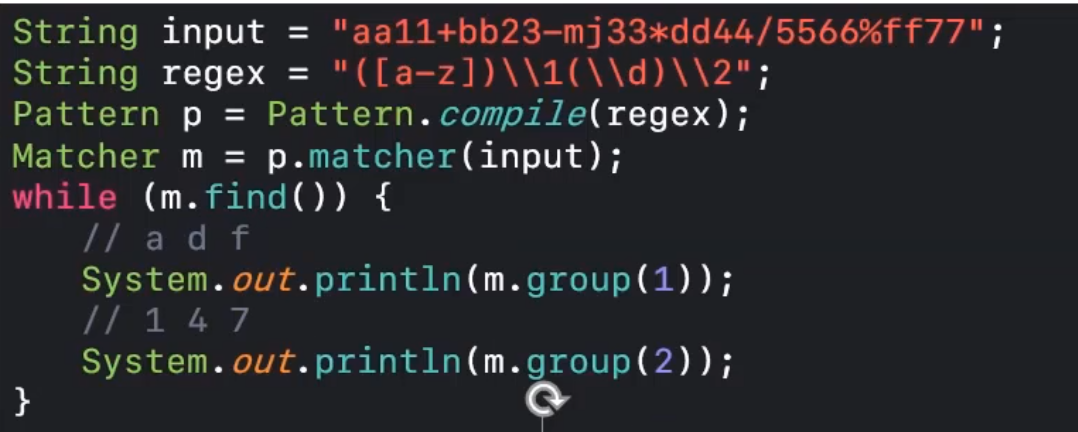 String input = "aa11+bb23-mj33*dd44/5566%ff77";
String regex = "([a-z])\\1(\\d)\\2";
Pattern p = Pattern.compile(regex);
Matcher m = p.matcher(input);
while (m.find()) {
    // a d f
    System.out.println(m.group(1));
    // 1 4 7
    System.out.println(m.group(2));
}